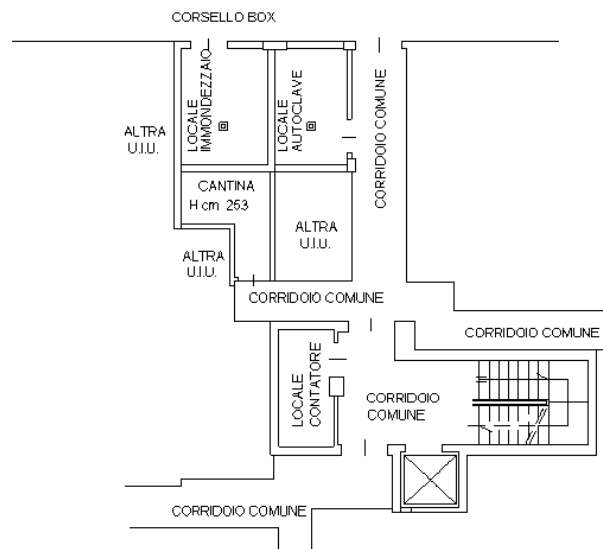 CORSELLO BOX
LOCALE
IMMONDEZZAIO
LOCALE
AUTOCLAVE
CORRIDOIO COMUNE
ALTRA
U.I.U.
CANTINA
H cm 253
ALTRA
U.I.U.
ALTRA
U.I.U.
CORRIDOIO COMUNE
CORRIDOIO COMUNE
LOCALE
CONTATORE
CORRIDOIO
COMUNE
CORRIDOIO COMUNE